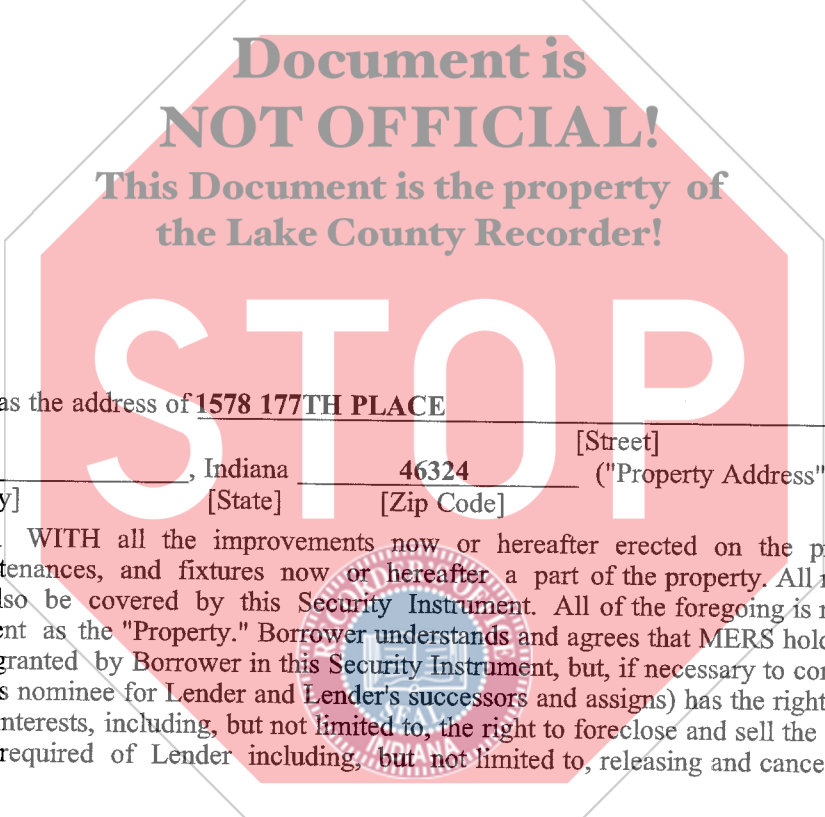 Document is
NOT OFFICIAL!
This Document is the property of
the Lake County Recorder!
STOP
as the address of 1578 177TH PLACE
[Street]
, Indiana 46324 ("Property Address"
y] [State] [Zip Code]
WITH all the improvements now or hereafter erected on the p
tenances, and fixtures now or hereafter a part of the property. All
lso be covered by this Security Instrument. All of the foregoing is
ent as the "Property." Borrower understands and agrees that MERS hold
granted by Borrower in this Security Instrument, but, if necessary to co
s nominee for Lender and Lender's successors and assigns) has the right
nterests, including, but not limited to, the right to foreclose and sell the
required of Lender including, but not limited to, releasing and cance
RECORDER'S OFFICE
SEAL
INDIANA